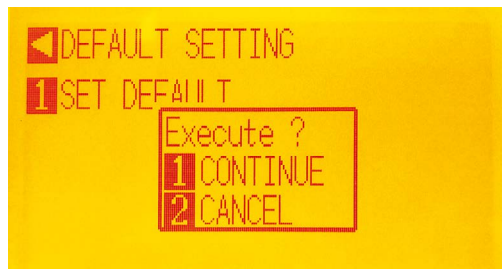 DEFAULT SETTING
1 SET DEFAULT
Execute ?
1 CONTINUE
2 CANCEL